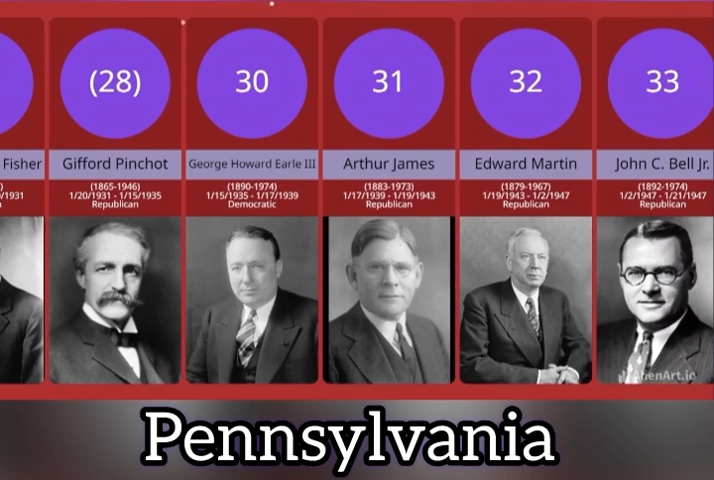 (28)
30
31
32
33
Fisher
Gifford Pinchot
George Howard Earle III
Arthur James
Edward Martin
John C. Bell Jr.
)
/1931
(1865-1946)
1/20/1931 - 1/15/1935
Republican
(1890-1974)
1/15/1935 - 1/17/1939
Democratic
(1883-1973)
1/17/1939 - 1/19/1943
Republican
(1879-1967)
1/19/1943 - 1/2/1947
Republican
(1892-1974)
1/2/1947 - 1/21/1947
Republican
Pennsylvania